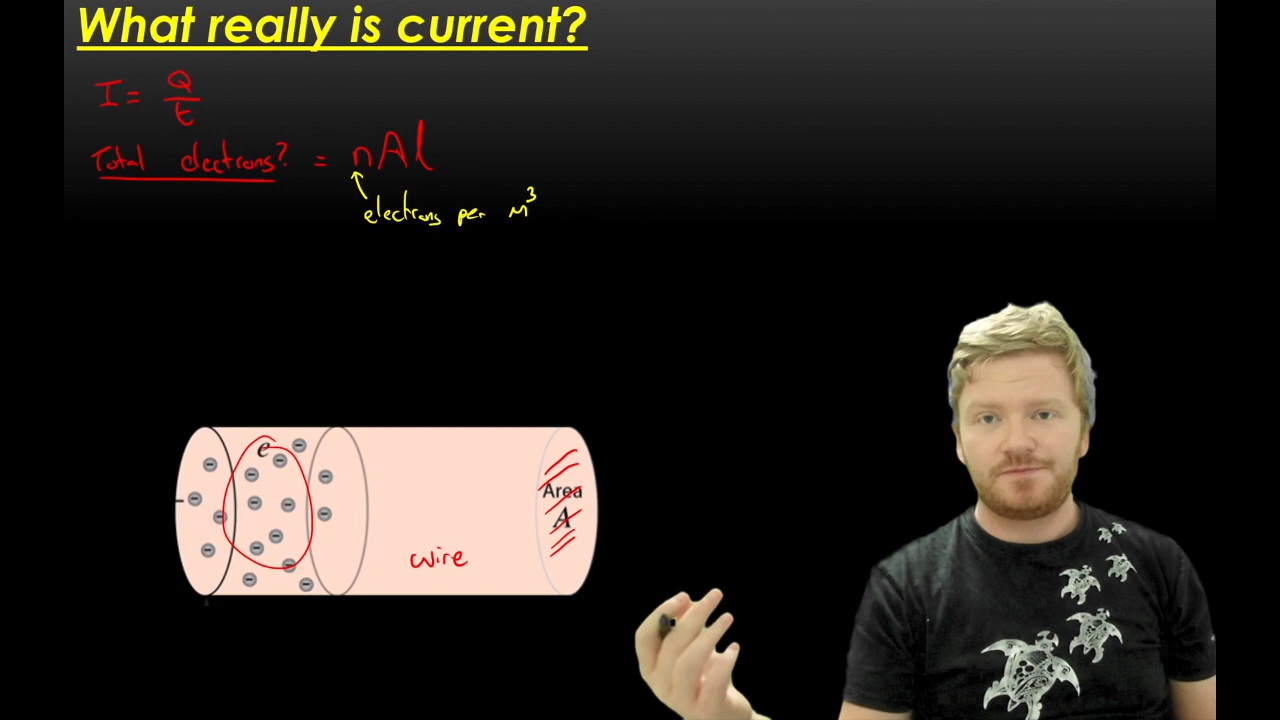 What really is current?
I = Q/t
Total electrons? = nAl
electrons per m³
e
Area
A
wire